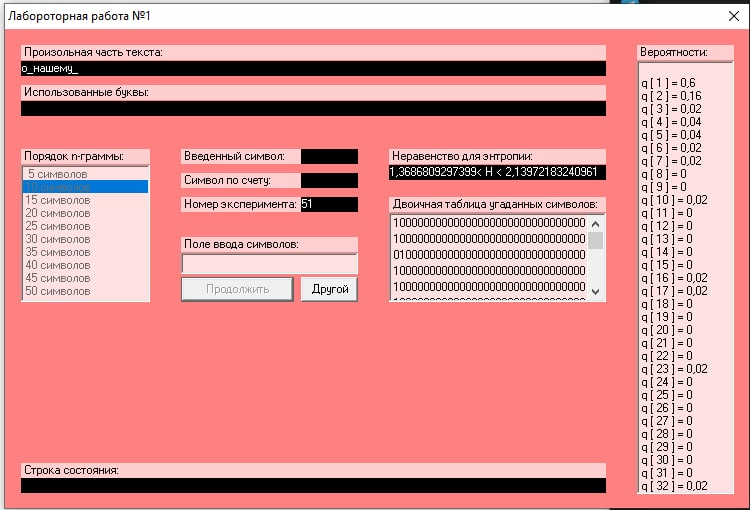 Лабороторная работа №1
Произольная часть текста:
о_нашему_
Использованные буквы:
Порядок n-граммы:
5 символов
10 символов
15 символов
20 символов
25 символов
30 символов
35 символов
40 символов
45 символов
50 символов
Введенный символ:
Символ по счету:
Номер эксперимента: 51
Поле ввода символов:
Продолжить
Другой
Неравенство для энтропии:
1,3686809297399< H < 2,13972183240961
Двоичная таблица угаданных символов:
10000000000000000000000000000000
10000000000000000000000000000000
01000000000000000000000000000000
10000000000000000000000000000000
10000000000000000000000000000000
Строка состояния:
Вероятности:
q [ 1 ] = 0,6
q [ 2 ] = 0,16
q [ 3 ] = 0,02
q [ 4 ] = 0,04
q [ 5 ] = 0,04
q [ 6 ] = 0,02
q [ 7 ] = 0,02
q [ 8 ] = 0
q [ 9 ] = 0
q [ 10 ] = 0,02
q [ 11 ] = 0
q [ 12 ] = 0
q [ 13 ] = 0
q [ 14 ] = 0
q [ 15 ] = 0
q [ 16 ] = 0,02
q [ 17 ] = 0,02
q [ 18 ] = 0
q [ 19 ] = 0
q [ 20 ] = 0
q [ 21 ] = 0
q [ 22 ] = 0
q [ 23 ] = 0,02
q [ 24 ] = 0
q [ 25 ] = 0
q [ 26 ] = 0
q [ 27 ] = 0
q [ 28 ] = 0
q [ 29 ] = 0
q [ 30 ] = 0
q [ 31 ] = 0
q [ 32 ] = 0,02